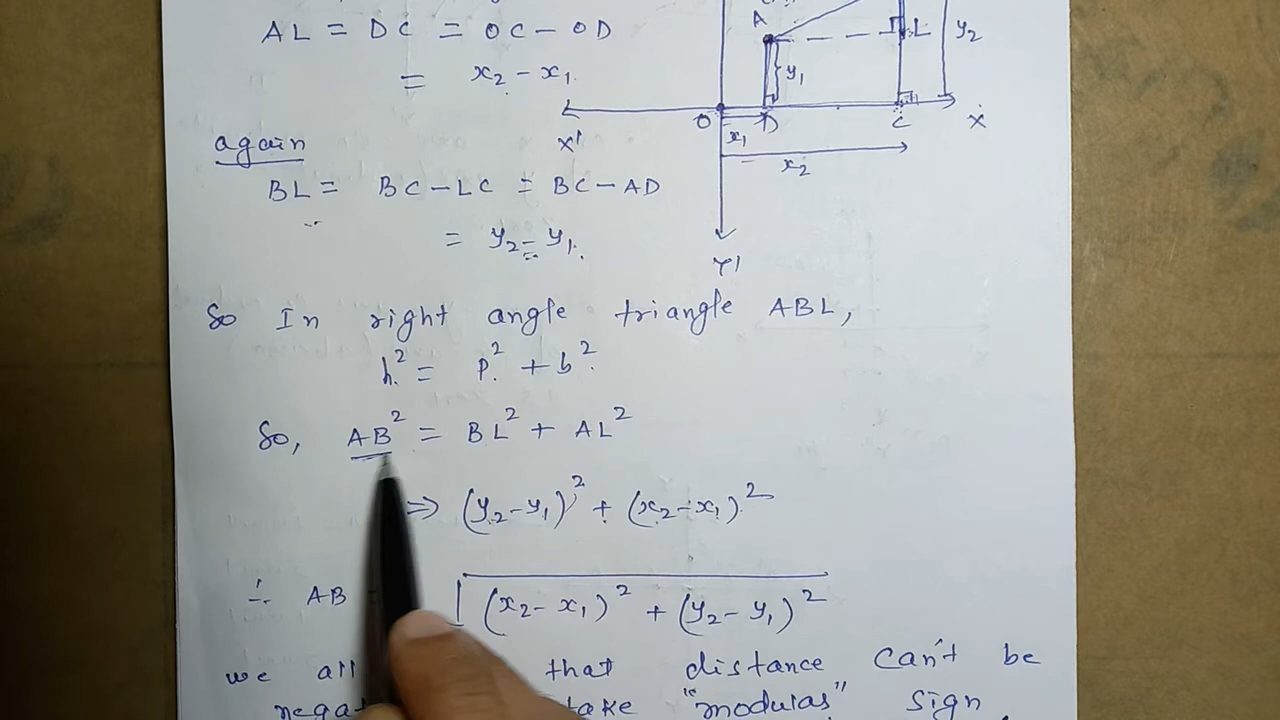 AL = DC = OC - OD
= x₂ - x₁
again
BL = BC - LC = BC - AD
= y₂ - y₁
A
L
y₂
y₁
O
D
C
X
X'
x₁
x₂
Y'
So In right angle triangle ABL,
h² = p² + b²
So, AB² = BL² + AL²
⇒ (y₂ - y₁)² + (x₂ - x₁)²
∴ AB √(x₂ - x₁)² + (y₂ - y₁)²
we all that distance can't be
take "modulas" sign